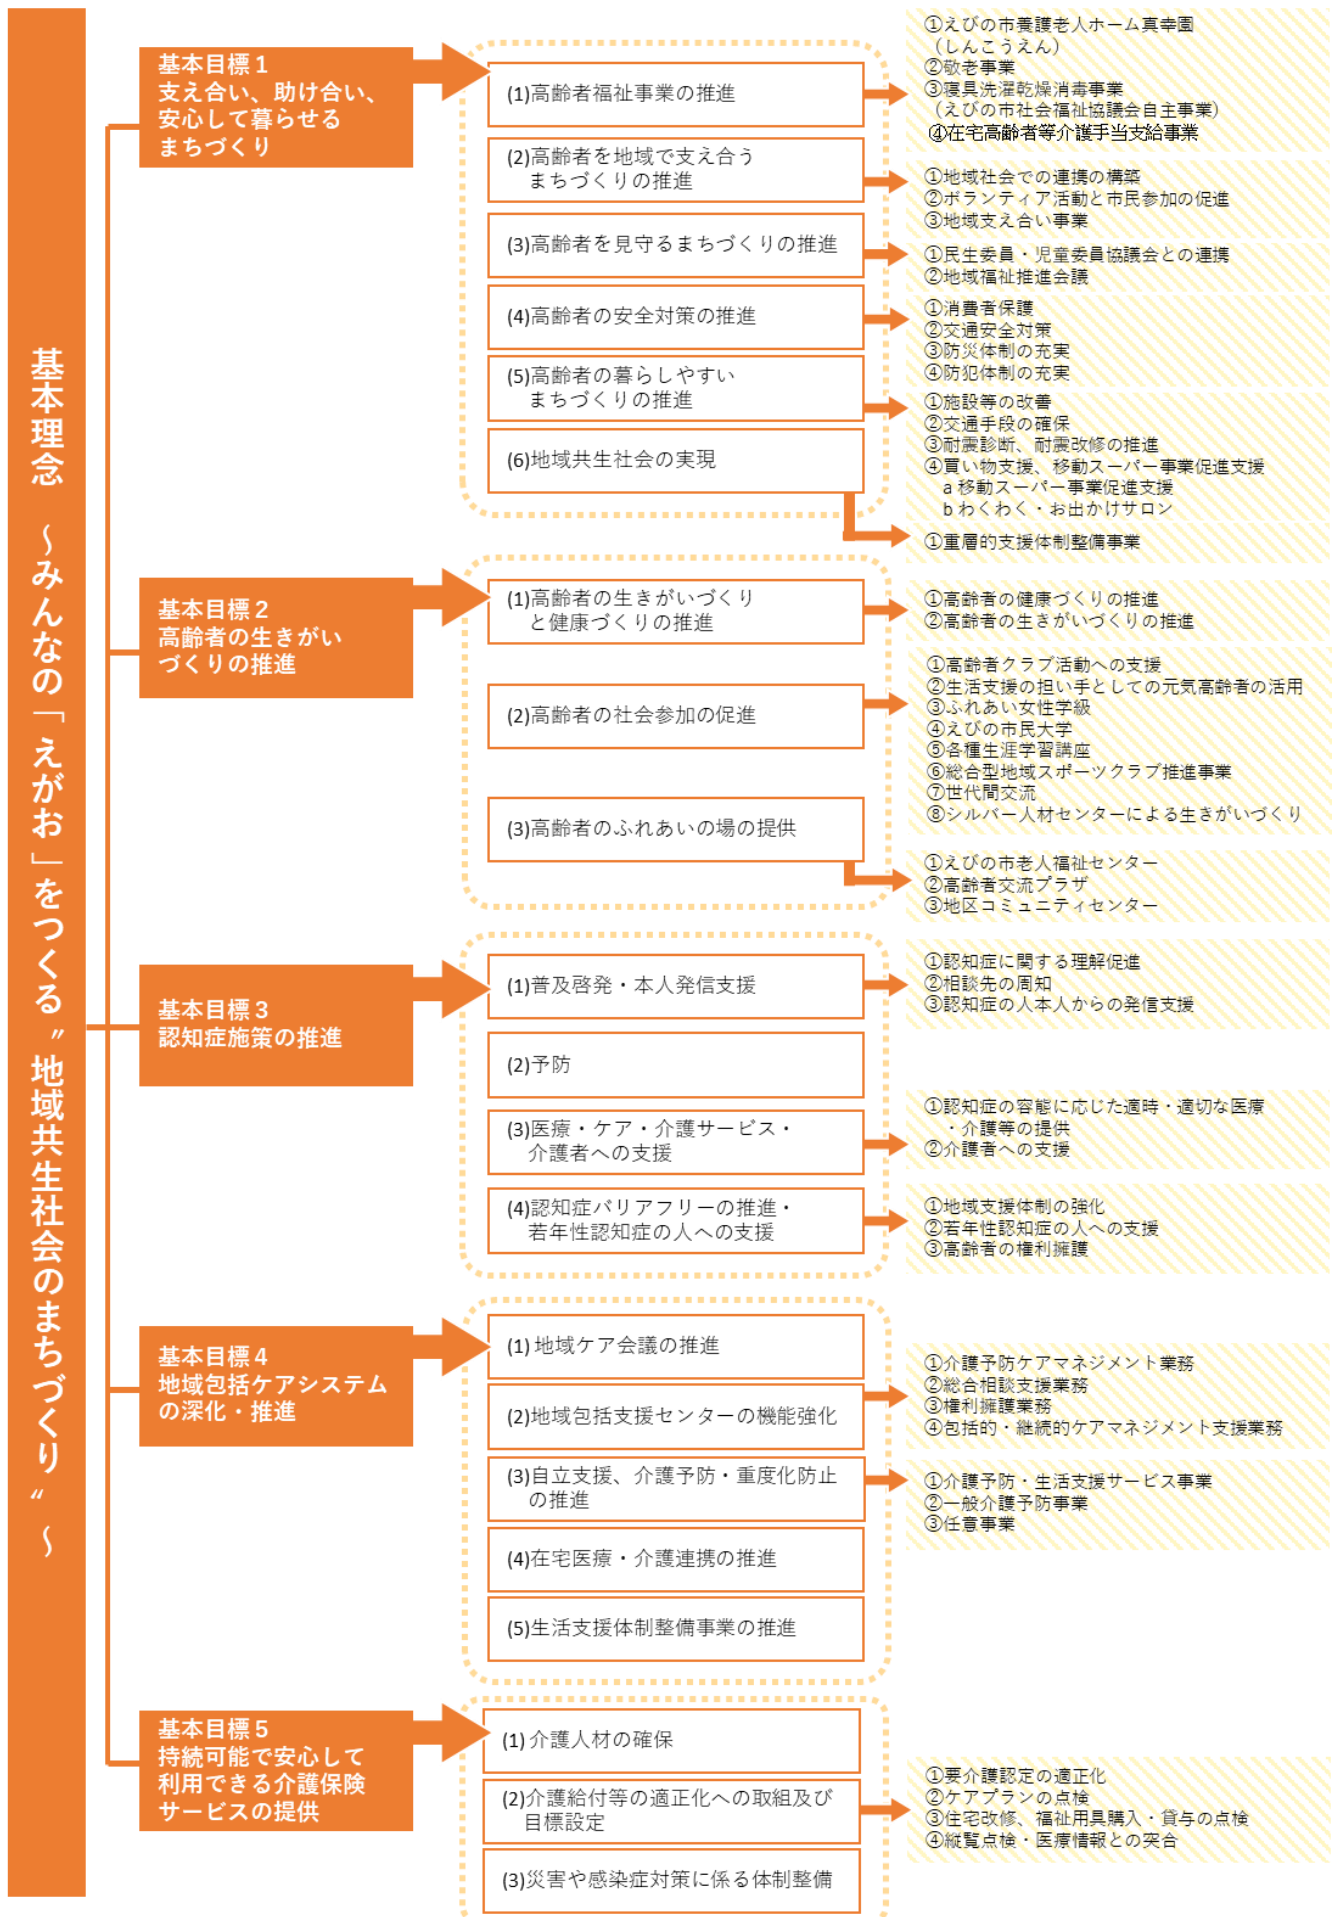 基本理念　～みんなの「えがお」をつくる〝地域共生社会のまちづくり〟～
基本目標１
支え合い、助け合い、
安心して暮らせる
まちづくり
(1)高齢者福祉事業の推進
①えびの市養護老人ホーム真幸園
（しんこうえん）
②敬老事業
③寝具洗濯乾燥消毒事業
（えびの市社会福祉協議会自主事業）
④在宅高齢者等介護手当支給事業
(2)高齢者を地域で支え合う
まちづくりの推進
①地域社会での連携の構築
②ボランティア活動と市民参加の促進
③地域支え合い事業
(3)高齢者を見守るまちづくりの推進
①民生委員・児童委員協議会との連携
②地域福祉推進会議
(4)高齢者の安全対策の推進
①消費者保護
②交通安全対策
③防災体制の充実
④防犯体制の充実
(5)高齢者の暮らしやすい
まちづくりの推進
①施設等の改善
②交通手段の確保
③耐震診断、耐震改修の推進
④買い物支援、移動スーパー事業促進支援
a 移動スーパー事業促進支援
b わくわく・お出かけサロン
(6)地域共生社会の実現
①重層的支援体制整備事業
基本目標２
高齢者の生きがい
づくりの推進
(1)高齢者の生きがいづくり
と健康づくりの推進
①高齢者の健康づくりの推進
②高齢者の生きがいづくりの推進
(2)高齢者の社会参加の促進
①高齢者クラブ活動への支援
②生活支援の担い手としての元気高齢者の活用
③ふれあい女性学級
④えびの市民大学
⑤各種生涯学習講座
⑥総合型地域スポーツクラブ推進事業
⑦世代間交流
⑧シルバー人材センターによる生きがいづくり
(3)高齢者のふれあいの場の提供
①えびの市老人福祉センター
②高齢者交流プラザ
③地区コミュニティセンター
基本目標３
認知症施策の推進
(1)普及啓発・本人発信支援
①認知症に関する理解促進
②相談先の周知
③認知症の人本人からの発信支援
(2)予防
(3)医療・ケア・介護サービス・
介護者への支援
①認知症の容態に応じた適時・適切な医療
・介護等の提供
②介護者への支援
(4)認知症バリアフリーの推進・
若年性認知症の人への支援
①地域支援体制の強化
②若年性認知症の人への支援
③高齢者の権利擁護
基本目標４
地域包括ケアシステム
の深化・推進
(1)地域ケア会議の推進
(2)地域包括支援センターの機能強化
①介護予防ケアマネジメント業務
②総合相談支援業務
③権利擁護業務
④包括的・継続的ケアマネジメント支援業務
(3)自立支援、介護予防・重度化防止
の推進
①介護予防・生活支援サービス事業
②一般介護予防事業
③任意事業
(4)在宅医療・介護連携の推進
(5)生活支援体制整備事業の推進
基本目標５
持続可能で安心して
利用できる介護保険
サービスの提供
(1)介護人材の確保
(2)介護給付等の適正化への取組及び
目標設定
①要介護認定の適正化
②ケアプランの点検
③住宅改修、福祉用具購入・貸与の点検
④縦覧点検・医療情報との突合
(3)災害や感染症対策に係る体制整備